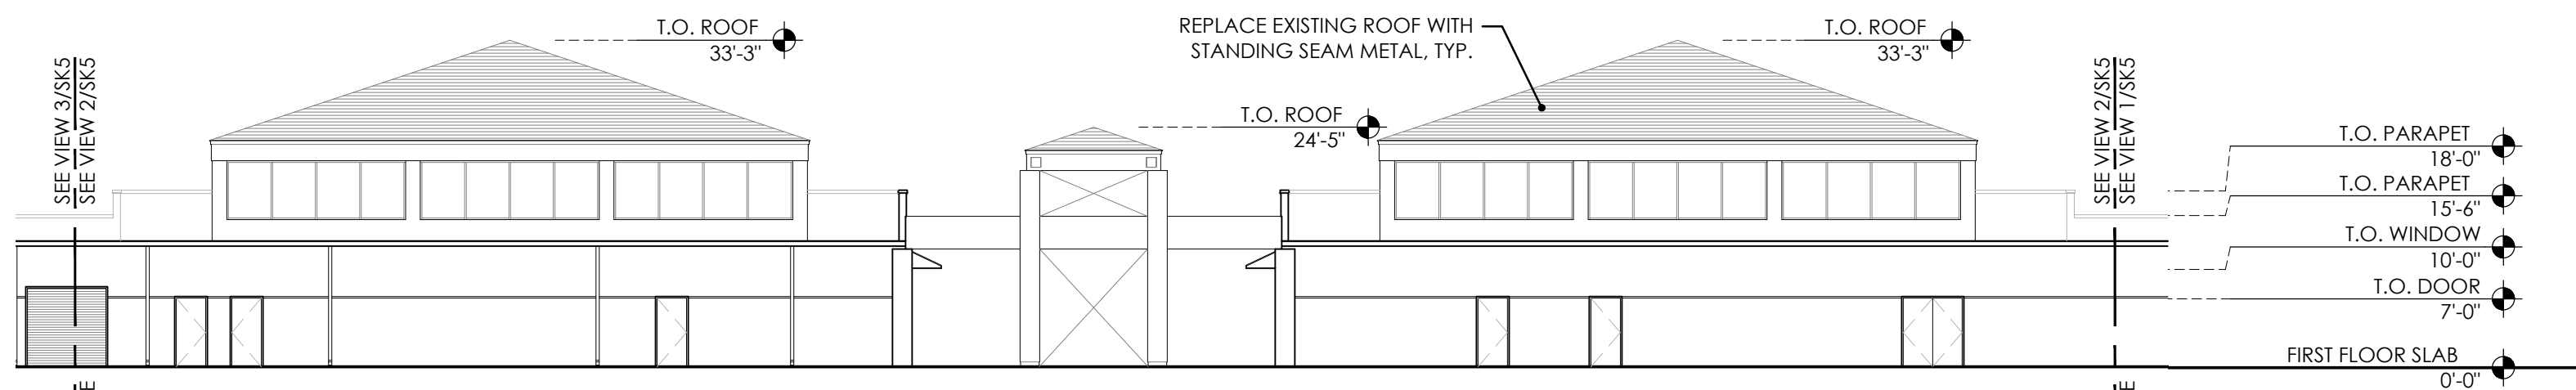 T.O. ROOF
33'-3"
REPLACE EXISTING ROOF WITH
STANDING SEAM METAL, TYP.
T.O. ROOF
33'-3"
SEE VIEW 3/SK5
SEE VIEW 2/SK5
T.O. ROOF
24'-5"
SEE VIEW 2/SK5
SEE VIEW 1/SK5
T.O. PARAPET
18'-0"
T.O. PARAPET
15'-6"
T.O. WINDOW
10'-0"
T.O. DOOR
7'-0"
FIRST FLOOR SLAB
0'-0"